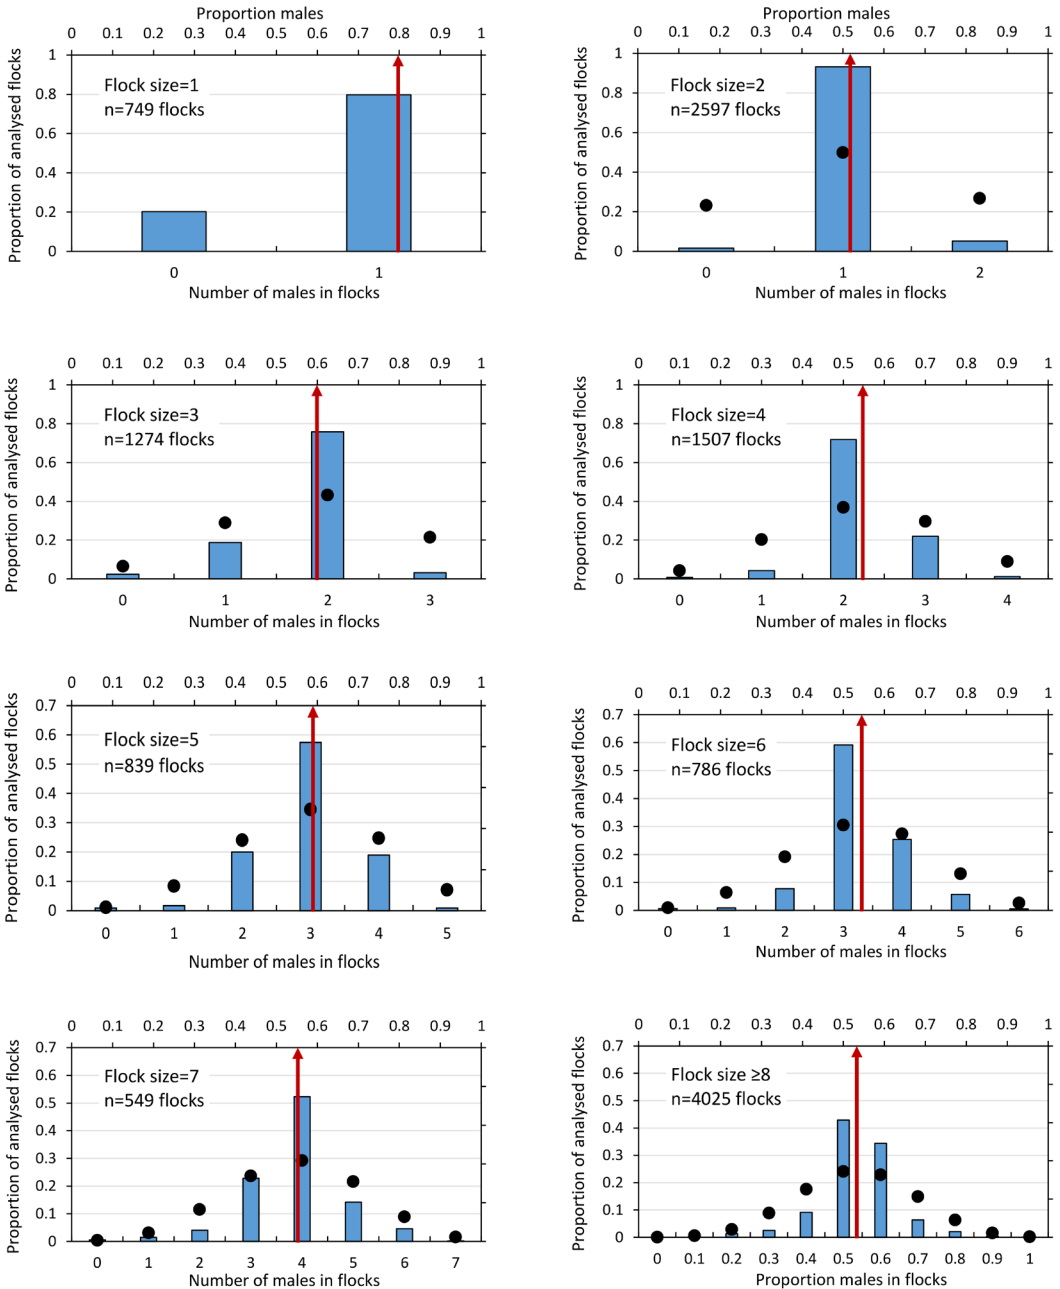 Proportion males
0 0.1 0.2 0.3 0.4 0.5 0.6 0.7 0.8 0.9 1
Proportion of analysed flocks
1
0.8
0.6
0.4
0.2
0
Flock size=1
n=749 flocks
0 1
Number of males in flocks
Proportion males
0 0.1 0.2 0.3 0.4 0.5 0.6 0.7 0.8 0.9 1
Proportion of analysed flocks
1
0.8
0.6
0.4
0.2
0
Flock size=2
n=2597 flocks
0 1 2
Number of males in flocks
0 0.1 0.2 0.3 0.4 0.5 0.6 0.7 0.8 0.9 1
Proportion of analysed flocks
1
0.8
0.6
0.4
0.2
0
Flock size=3
n=1274 flocks
0 1 2 3
Number of males in flocks
0 0.1 0.2 0.3 0.4 0.5 0.6 0.7 0.8 0.9 1
Proportion of analysed flocks
1
0.8
0.6
0.4
0.2
0
Flock size=4
n=1507 flocks
0 1 2 3 4
Number of males in flocks
0 0.1 0.2 0.3 0.4 0.5 0.6 0.7 0.8 0.9 1
Proportion of analysed flocks
0.7
0.6
0.5
0.4
0.3
0.2
0.1
0
Flock size=5
n=839 flocks
0 1 2 3 4 5
Number of males in flocks
0 0.1 0.2 0.3 0.4 0.5 0.6 0.7 0.8 0.9 1
Proportion of analysed flocks
0.7
0.6
0.5
0.4
0.3
0.2
0.1
0
Flock size=6
n=786 flocks
0 1 2 3 4 5 6
Number of males in flocks
0 0.1 0.2 0.3 0.4 0.5 0.6 0.7 0.8 0.9 1
Proportion of analysed flocks
0.7
0.6
0.5
0.4
0.3
0.2
0.1
0
Flock size=7
n=549 flocks
0 1 2 3 4 5 6 7
Number of males in flocks
0 0.1 0.2 0.3 0.4 0.5 0.6 0.7 0.8 0.9 1
Proportion of analysed flocks
0.7
0.6
0.5
0.4
0.3
0.2
0.1
0
Flock size ≥8
n=4025 flocks
0 0.1 0.2 0.3 0.4 0.5 0.6 0.7 0.8 0.9 1
Proportion males in flocks